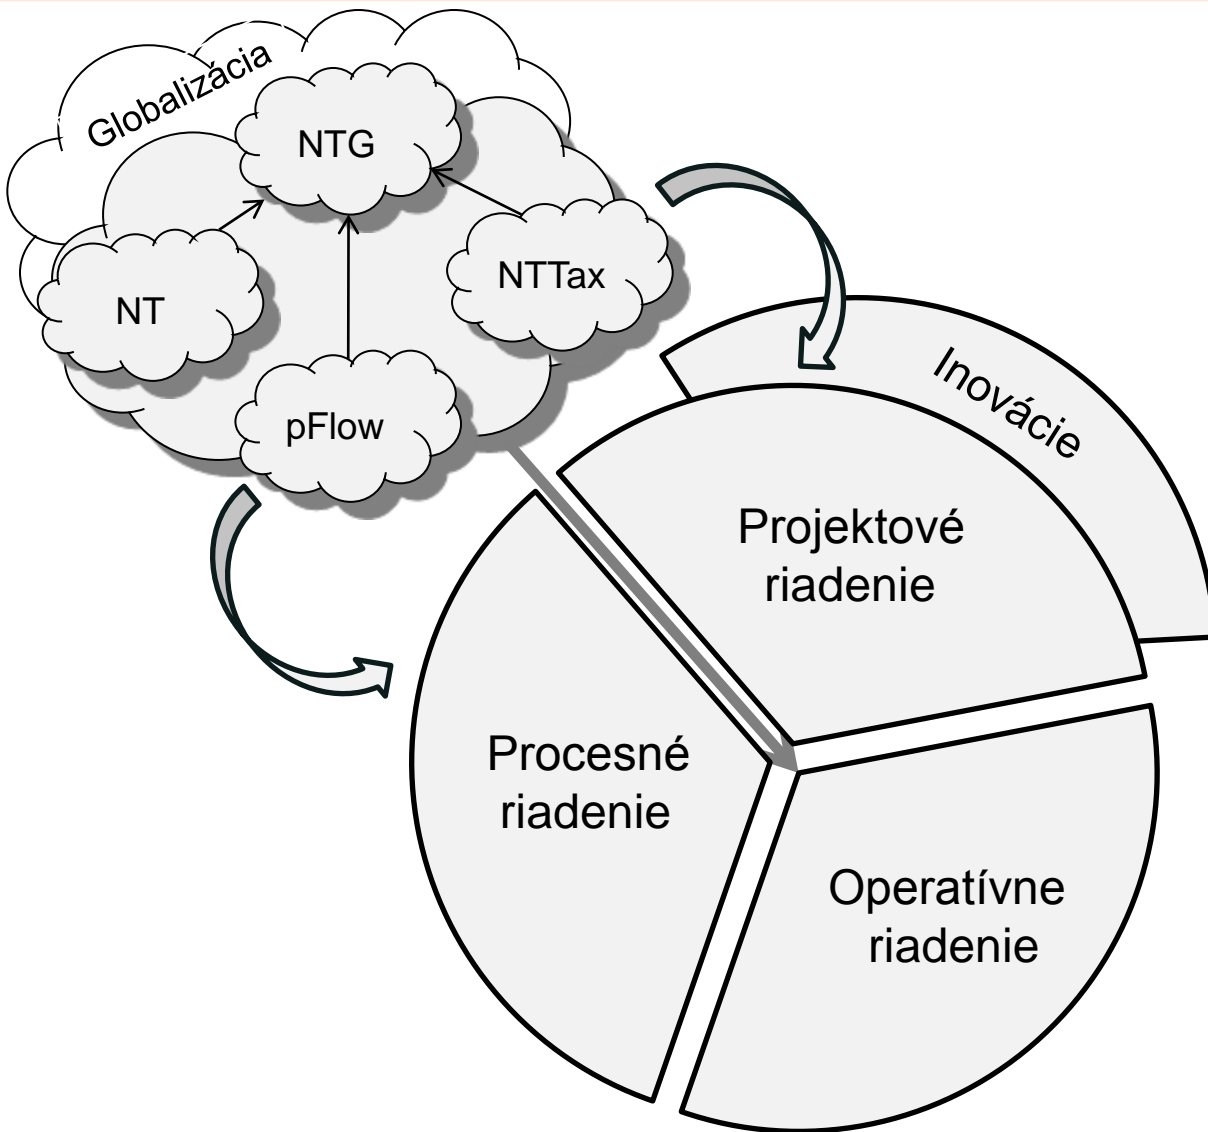 Globalizácia
NTG
NT
NTTax
pFlow
Inovácie
Projektové
riadenie
Procesné
riadenie
Operatívne
riadenie